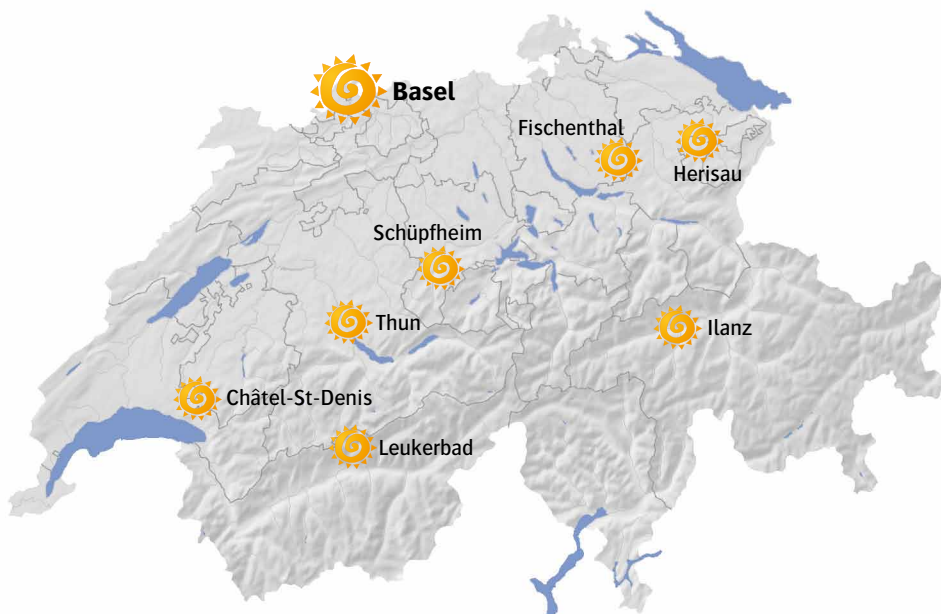 Basel
Fischenthal
Herisau
Schüpfheim
Thun
Ilanz
Châtel-St-Denis
Leukerbad